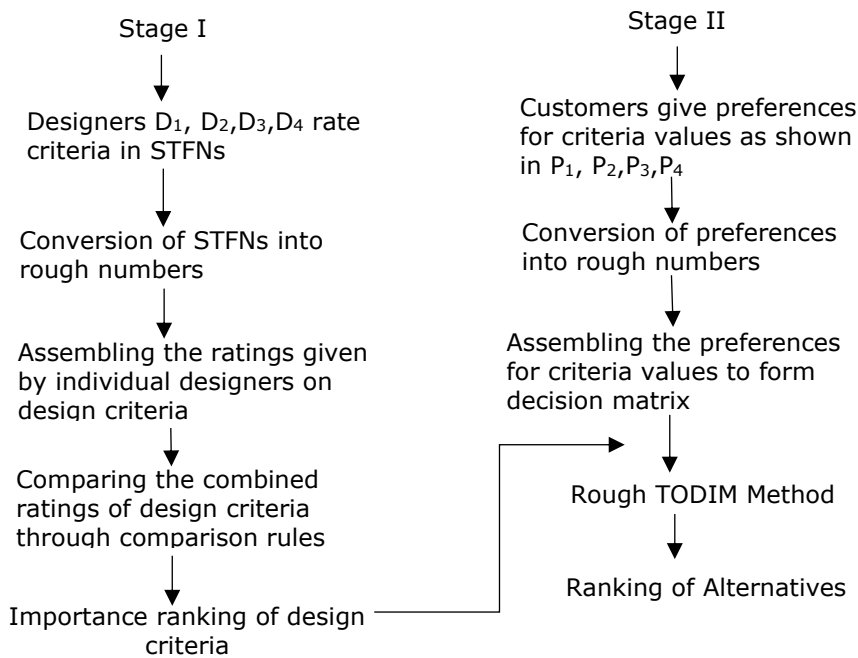 Stage I
Designers D₁, D₂,D₃,D₄ rate
criteria in STFNs
Conversion of STFNs into
rough numbers
Assembling the ratings given
by individual designers on
design criteria
Comparing the combined
ratings of design criteria
through comparison rules
Importance ranking of design
criteria
Stage II
Customers give preferences
for criteria values as shown
in P₁, P₂,P₃,P₄
Conversion of preferences
into rough numbers
Assembling the preferences
for criteria values to form
decision matrix
Rough TODIM Method
Ranking of Alternatives